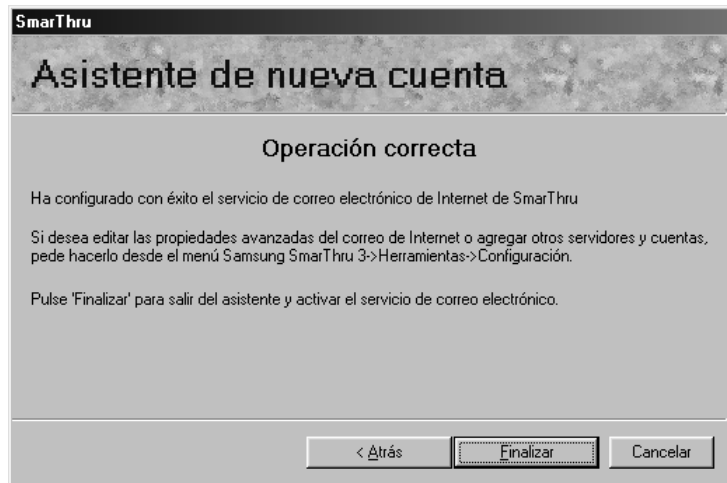 SmarThru
Asistente de nueva cuenta
Operación correcta
Ha configurado con éxito el servicio de correo electrónico de Internet de SmarThru
Si desea editar las propiedades avanzadas del correo de Internet o agregar otros servidores y cuentas,
pede hacerlo desde el menú Samsung SmarThru 3->Herramientas->Configuración.
Pulse 'Finalizar' para salir del asistente y activar el servicio de correo electrónico.
< Atrás Finalizar Cancelar